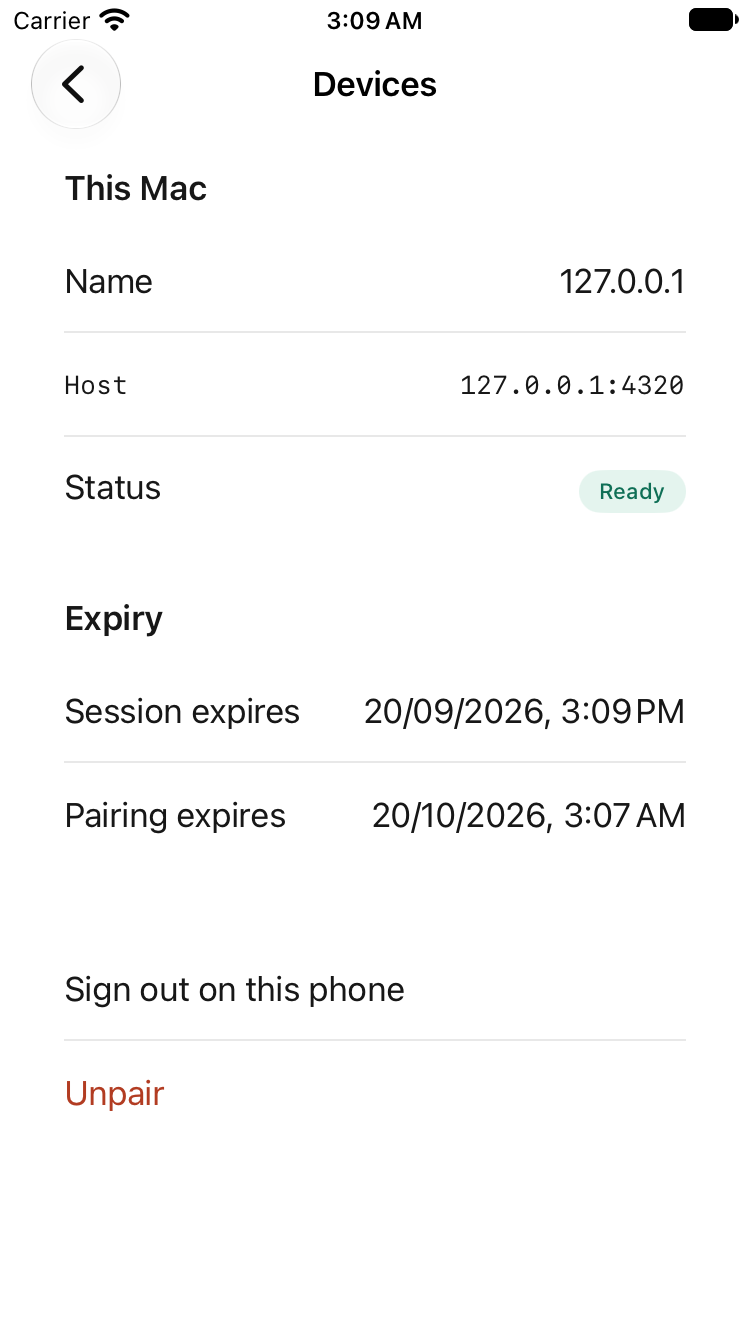 Carrier 3:09 AM
Devices
This Mac
Name 127.0.0.1
Host 127.0.0.1:4320
Status Ready
Expiry
Session expires 20/09/2026, 3:09 PM
Pairing expires 20/10/2026, 3:07 AM
Sign out on this phone
Unpair